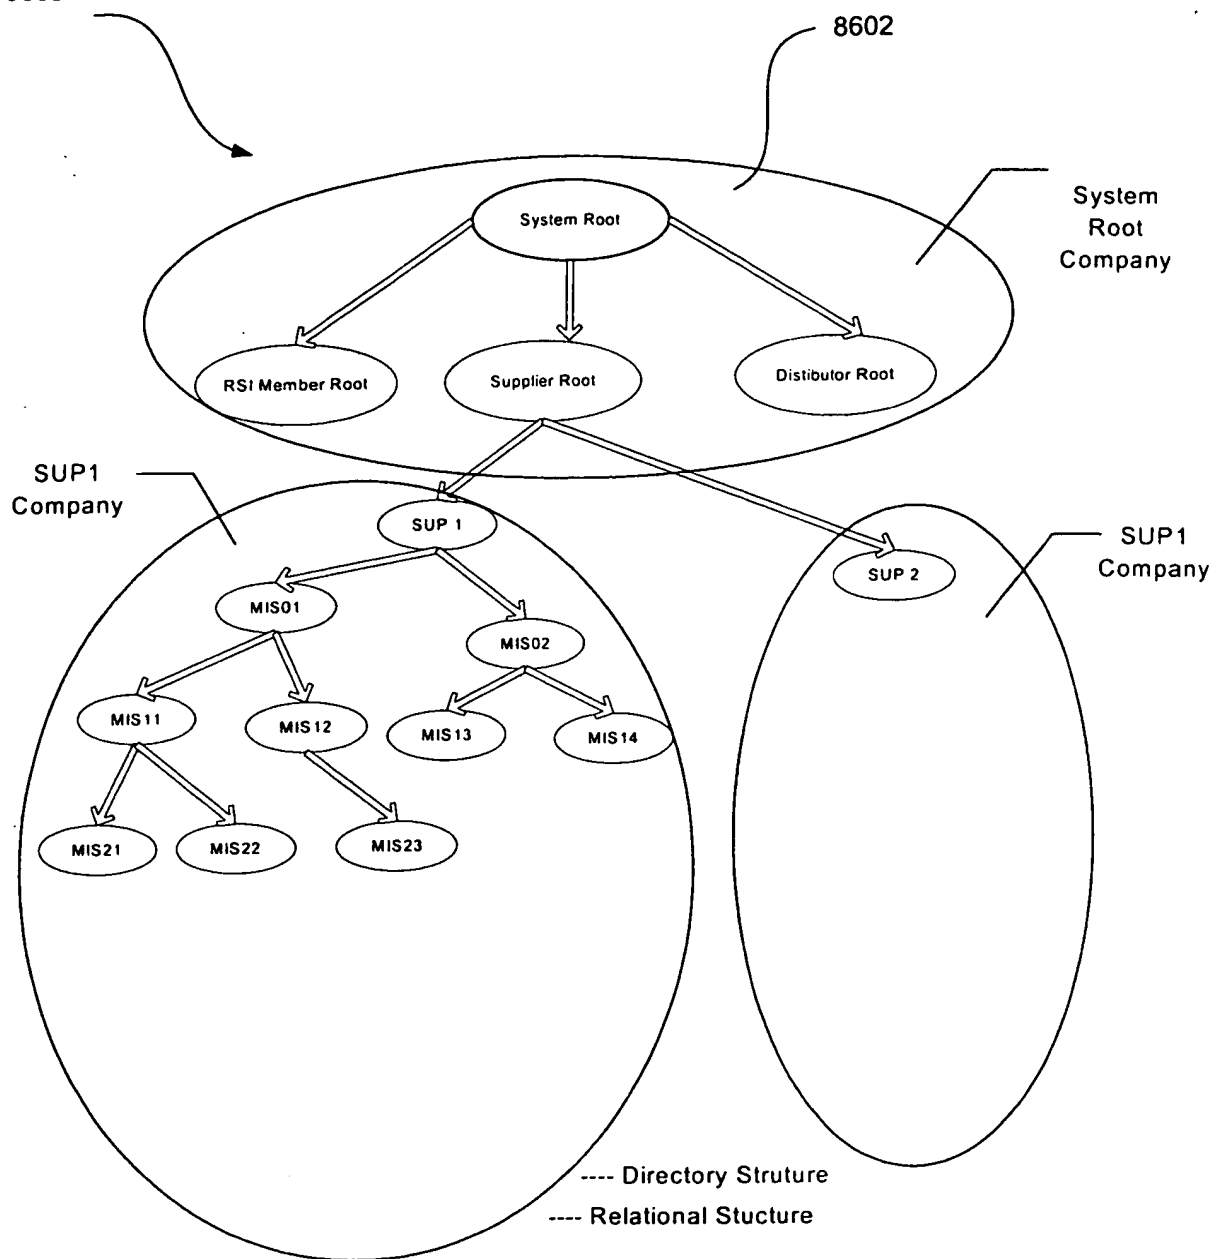 8602
System Root
System
Root
Company
RSI Member Root
Supplier Root
Distibutor Root
SUP1
Company
SUP 1
SUP 2
SUP1
Company
MIS01
MIS02
MIS11
MIS12
MIS13
MIS14
MIS21
MIS22
MIS23
---- Directory Struture
---- Relational Stucture